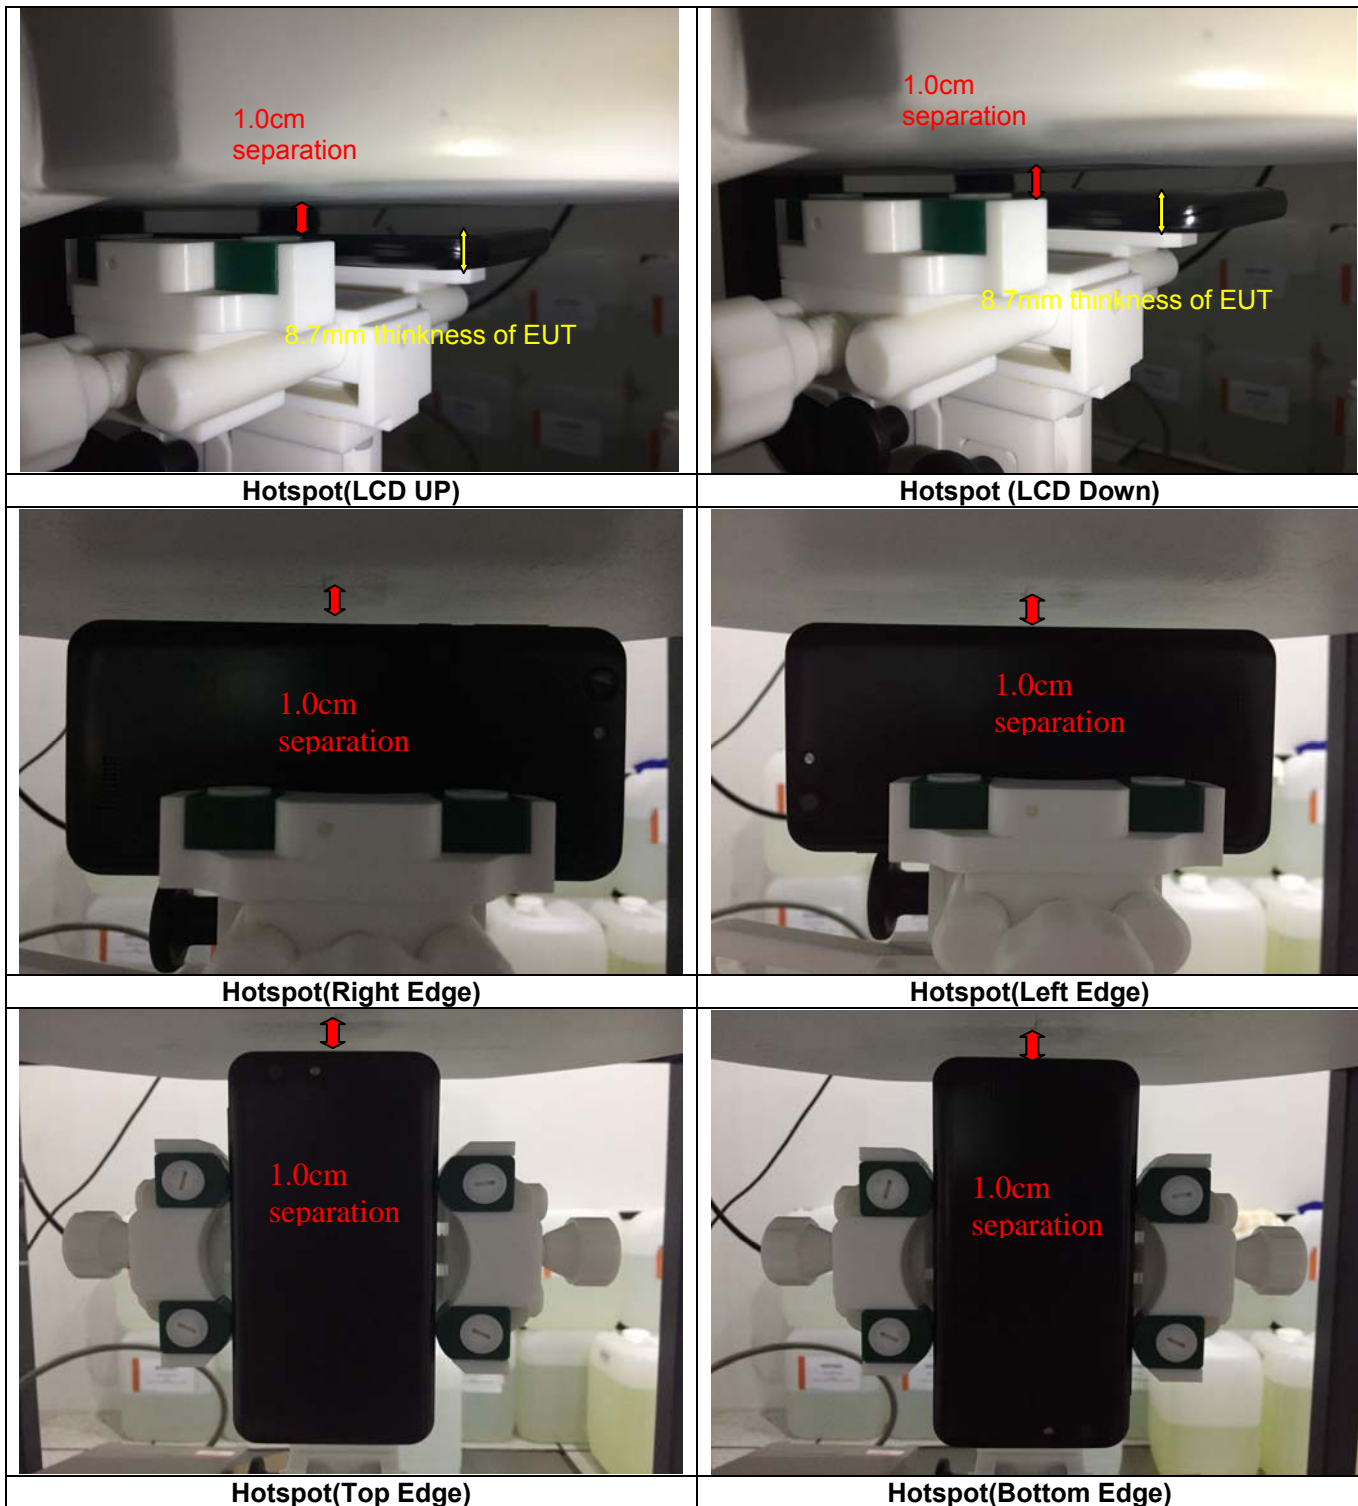 1.0cm
separation
8.7mm thinkness of EUT
1.0cm
separation
8.7mm thinkness of EUT
Hotspot(LCD UP)
Hotspot (LCD Down)
1.0cm
separation
1.0cm
separation
Hotspot(Right Edge)
Hotspot(Left Edge)
1.0cm
separation
1.0cm
separation
Hotspot(Top Edge)
Hotspot(Bottom Edge)